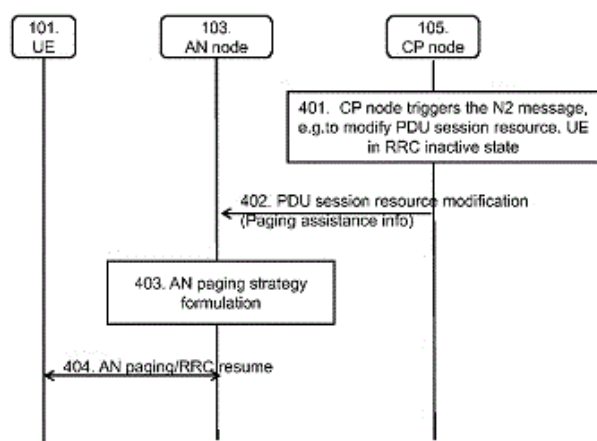 101.
UE
103.
AN node
105.
CP node
401. CP node triggers the N2 message,
e.g.to modify PDU session resource. UE
in RRC inactive state
402. PDU session resource modification
(Paging assistance info)
403. AN paging strategy
formulation
404. AN paging/RRC resume